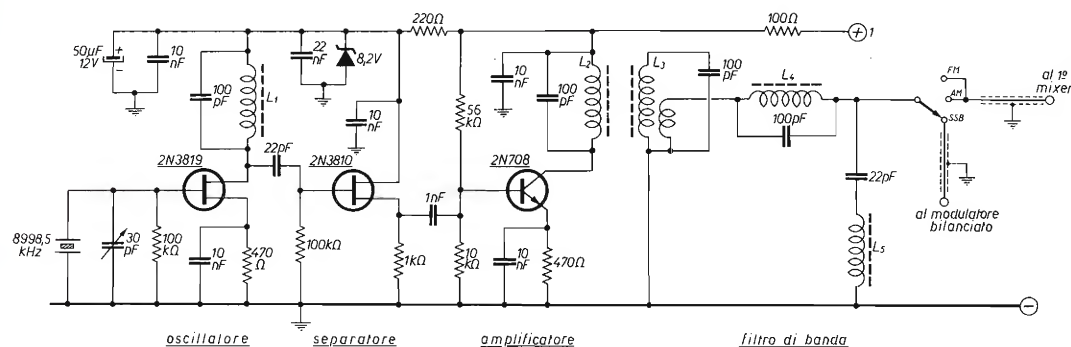 220Ω
100Ω
+ 1
50µF
12V
+
−
10
nF
100
pF
L1
22
nF
8,2V
10
nF
56
kΩ
10
nF
100
pF
L2
L3
100
pF
L4
100pF
FM
AM
SSB
al 1º
mixer
2N3819
22pF
2N3810
1nF
2N708
22pF
al modulatore
bilanciato
8998,5
kHz
30
pF
100
kΩ
10
nF
470
Ω
100kΩ
1kΩ
10
kΩ
10
nF
470Ω
L5
−
oscillatore
separatore
amplificatore
filtro di banda